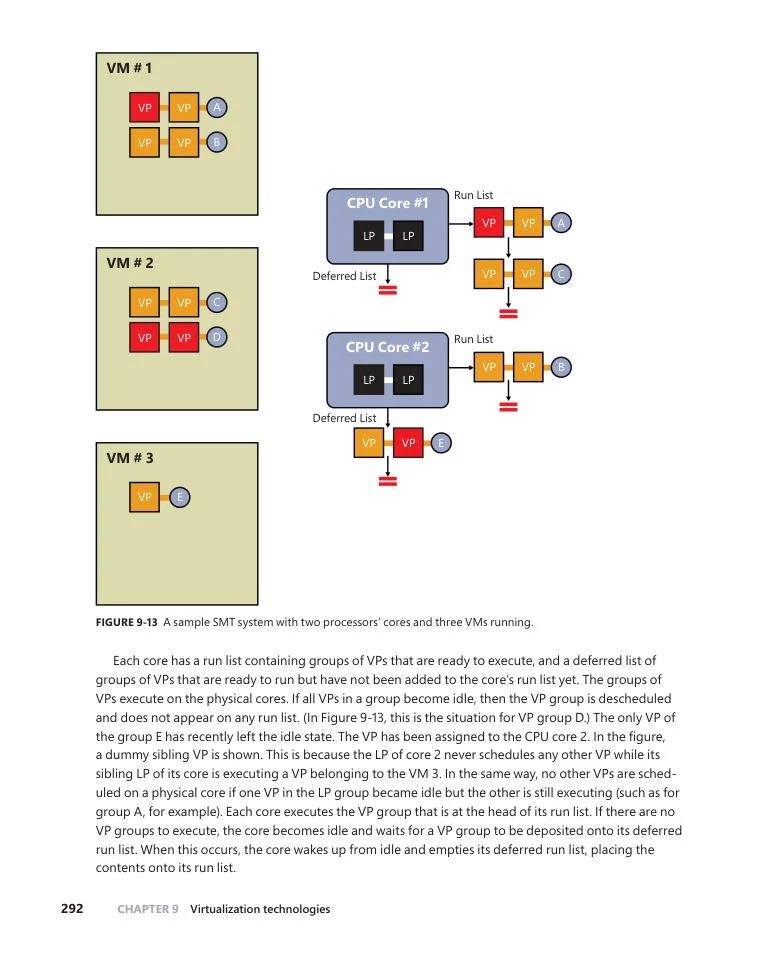 VM # 1
VP VP A
VP VP B
VM # 2
VP VP C
VP VP D
VM # 3
VP E
CPU Core #1
LP LP
Run List
VP VP A
VP VP C
Deferred List
CPU Core #2
LP LP
Run List
VP VP B
Deferred List
VP VP E
FIGURE 9-13 A sample SMT system with two processors’ cores and three VMs running.
Each core has a run list containing groups of VPs that are ready to execute, and a deferred list of
groups of VPs that are ready to run but have not been added to the core’s run list yet. The groups of
VPs execute on the physical cores. If all VPs in a group become idle, then the VP group is descheduled
and does not appear on any run list. (In Figure 9-13, this is the situation for VP group D.) The only VP of
the group E has recently left the idle state. The VP has been assigned to the CPU core 2. In the figure,
a dummy sibling VP is shown. This is because the LP of core 2 never schedules any other VP while its
sibling LP of its core is executing a VP belonging to the VM 3. In the same way, no other VPs are sched-
uled on a physical core if one VP in the LP group became idle but the other is still executing (such as for
group A, for example). Each core executes the VP group that is at the head of its run list. If there are no
VP groups to execute, the core becomes idle and waits for a VP group to be deposited onto its deferred
run list. When this occurs, the core wakes up from idle and empties its deferred run list, placing the
contents onto its run list.
292 CHAPTER 9 Virtualization technologies